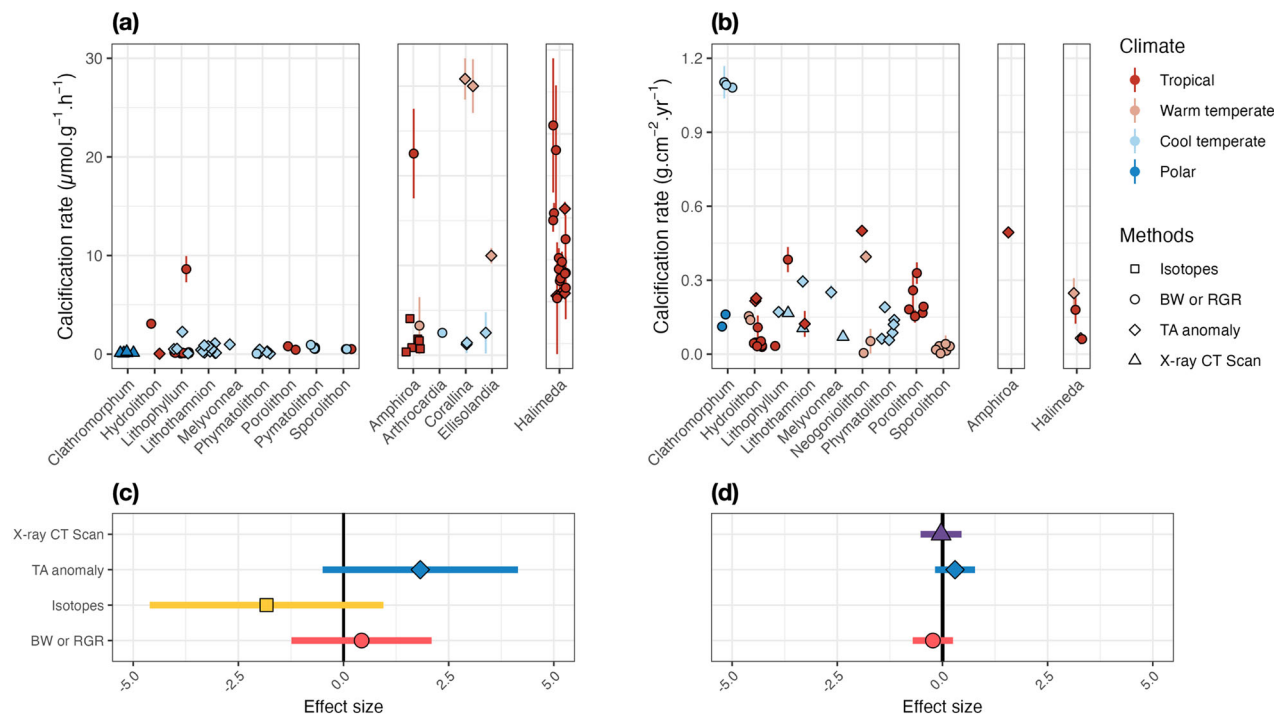 (a)
Calcification rate (µmol.g⁻¹.h⁻¹)
30
20
10
0
Clathromorphum
Hydrolithon
Lithophyllum
Lithothamnion
Melyvonnea
Phymatolithon
Porolithon
Pymatolithon
Sporolithon
Amphiroa
Arthrocardia
Corallina
Ellisolandia
Halimeda
(b)
Calcification rate (g.cm⁻².yr⁻¹)
1.2
0.9
0.6
0.3
0.0
Clathromorphum
Hydrolithon
Lithophyllum
Lithothamnion
Melyvonnea
Neogoniolithon
Phymatolithon
Porolithon
Sporolithon
Amphiroa
Halimeda
Climate
Tropical
Warm temperate
Cool temperate
Polar
Methods
Isotopes
BW or RGR
TA anomaly
X-ray CT Scan
(c)
X-ray CT Scan
TA anomaly
Isotopes
BW or RGR
-5.0
-2.5
0.0
2.5
5.0
Effect size
(d)
-5.0
-2.5
0.0
2.5
5.0
Effect size